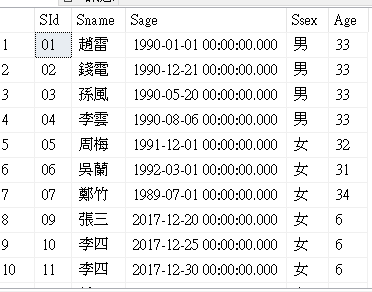 SId Sname Sage Ssex Age
1 01 趙雷 1990-01-01 00:00:00.000 男 33
2 02 錢電 1990-12-21 00:00:00.000 男 33
3 03 孫風 1990-05-20 00:00:00.000 男 33
4 04 李雲 1990-08-06 00:00:00.000 男 33
5 05 周梅 1991-12-01 00:00:00.000 女 32
6 06 吳蘭 1992-03-01 00:00:00.000 女 31
7 07 鄭竹 1989-07-01 00:00:00.000 女 34
8 09 張三 2017-12-20 00:00:00.000 女 6
9 10 李四 2017-12-25 00:00:00.000 女 6
10 11 李四 2017-12-30 00:00:00.000 女 6